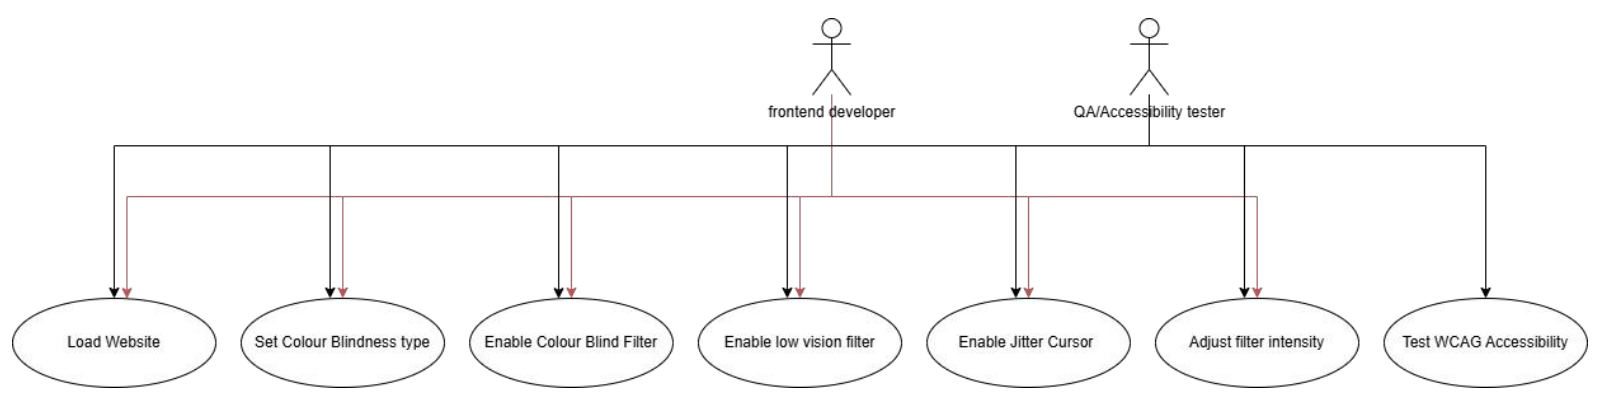 frontend developer
QA/Accessibility tester
Load Website
Set Colour Blindness type
Enable Colour Blind Filter
Enable low vision filter
Enable Jitter Cursor
Adjust filter intensity
Test WCAG Accessibility